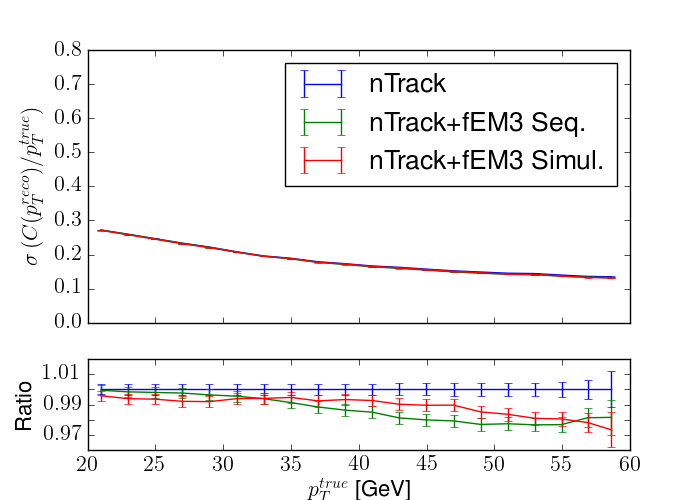 0.8
0.7
0.6
0.5
0.4
0.3
0.2
0.1
0.0
σ (C(p_T^{reco})/p_T^{true})
nTrack
nTrack+fEM3 Seq.
nTrack+fEM3 Simul.
1.01
0.99
0.97
Ratio
20 25 30 35 40 45 50 55 60
p_T^{true} [GeV]